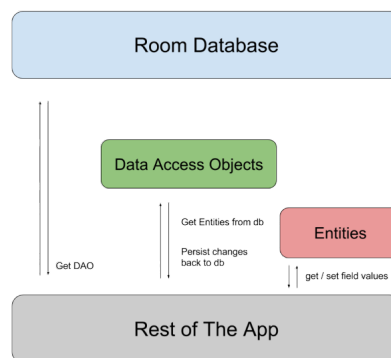 Room Database
Data Access Objects
Get Entities from db
Persist changes
back to db
Entities
Get DAO
get / set field values
Rest of The App